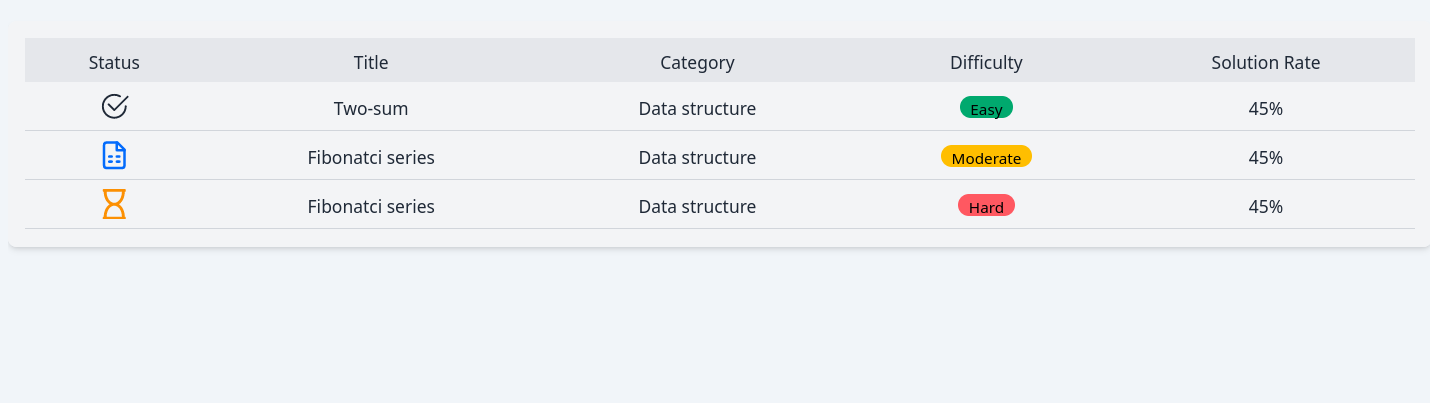 Status Title Category Difficulty Solution Rate
Two-sum Data structure Easy 45%
Fibonatci series Data structure Moderate 45%
Fibonatci series Data structure Hard 45%